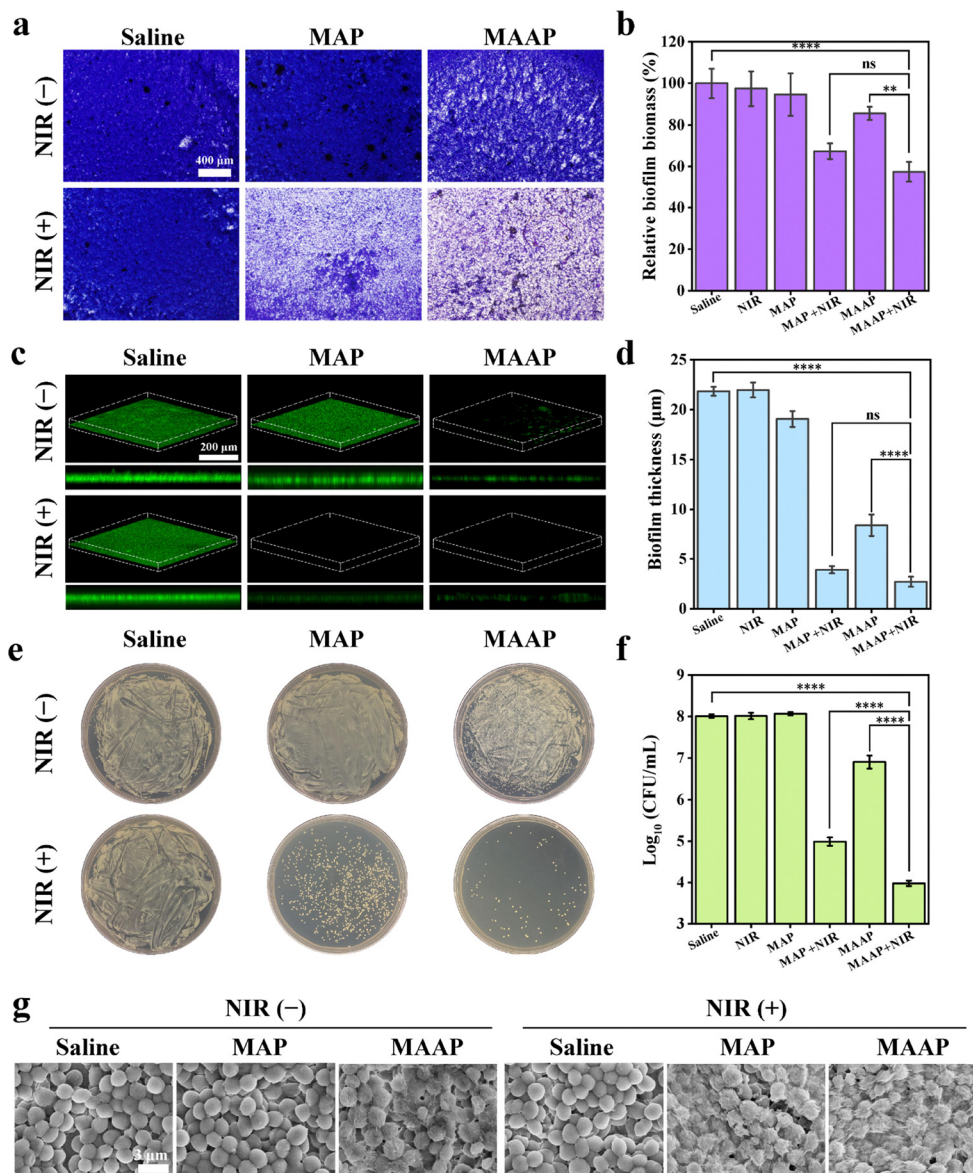 a
Saline MAP MAAP
NIR (−)
400 µm
NIR (+)
b
Relative biofilm biomass (%)
120
100
80
60
40
20
0
****
ns
**
Saline NIR MAP MAP+NIR MAAP MAAP+NIR
c
Saline MAP MAAP
NIR (−)
200 µm
NIR (+)
d
Biofilm thickness (µm)
25
20
15
10
5
0
****
ns
****
Saline NIR MAP MAP+NIR MAAP MAAP+NIR
e
Saline MAP MAAP
NIR (−)
NIR (+)
f
Log₁₀ (CFU/mL)
9
8
7
6
5
4
3
****
****
****
Saline NIR MAP MAP+NIR MAAP MAAP+NIR
g
NIR (−) NIR (+)
Saline MAP MAAP Saline MAP MAAP
3 µm